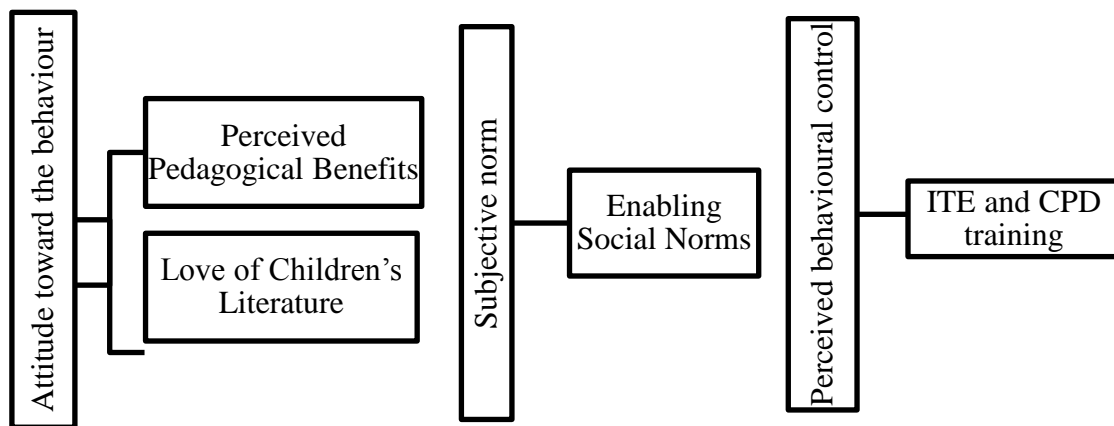 Attitude toward the behaviour
Perceived
Pedagogical Benefits
Love of Children’s
Literature
Subjective norm
Enabling
Social Norms
Perceived behavioural control
ITE and CPD
training